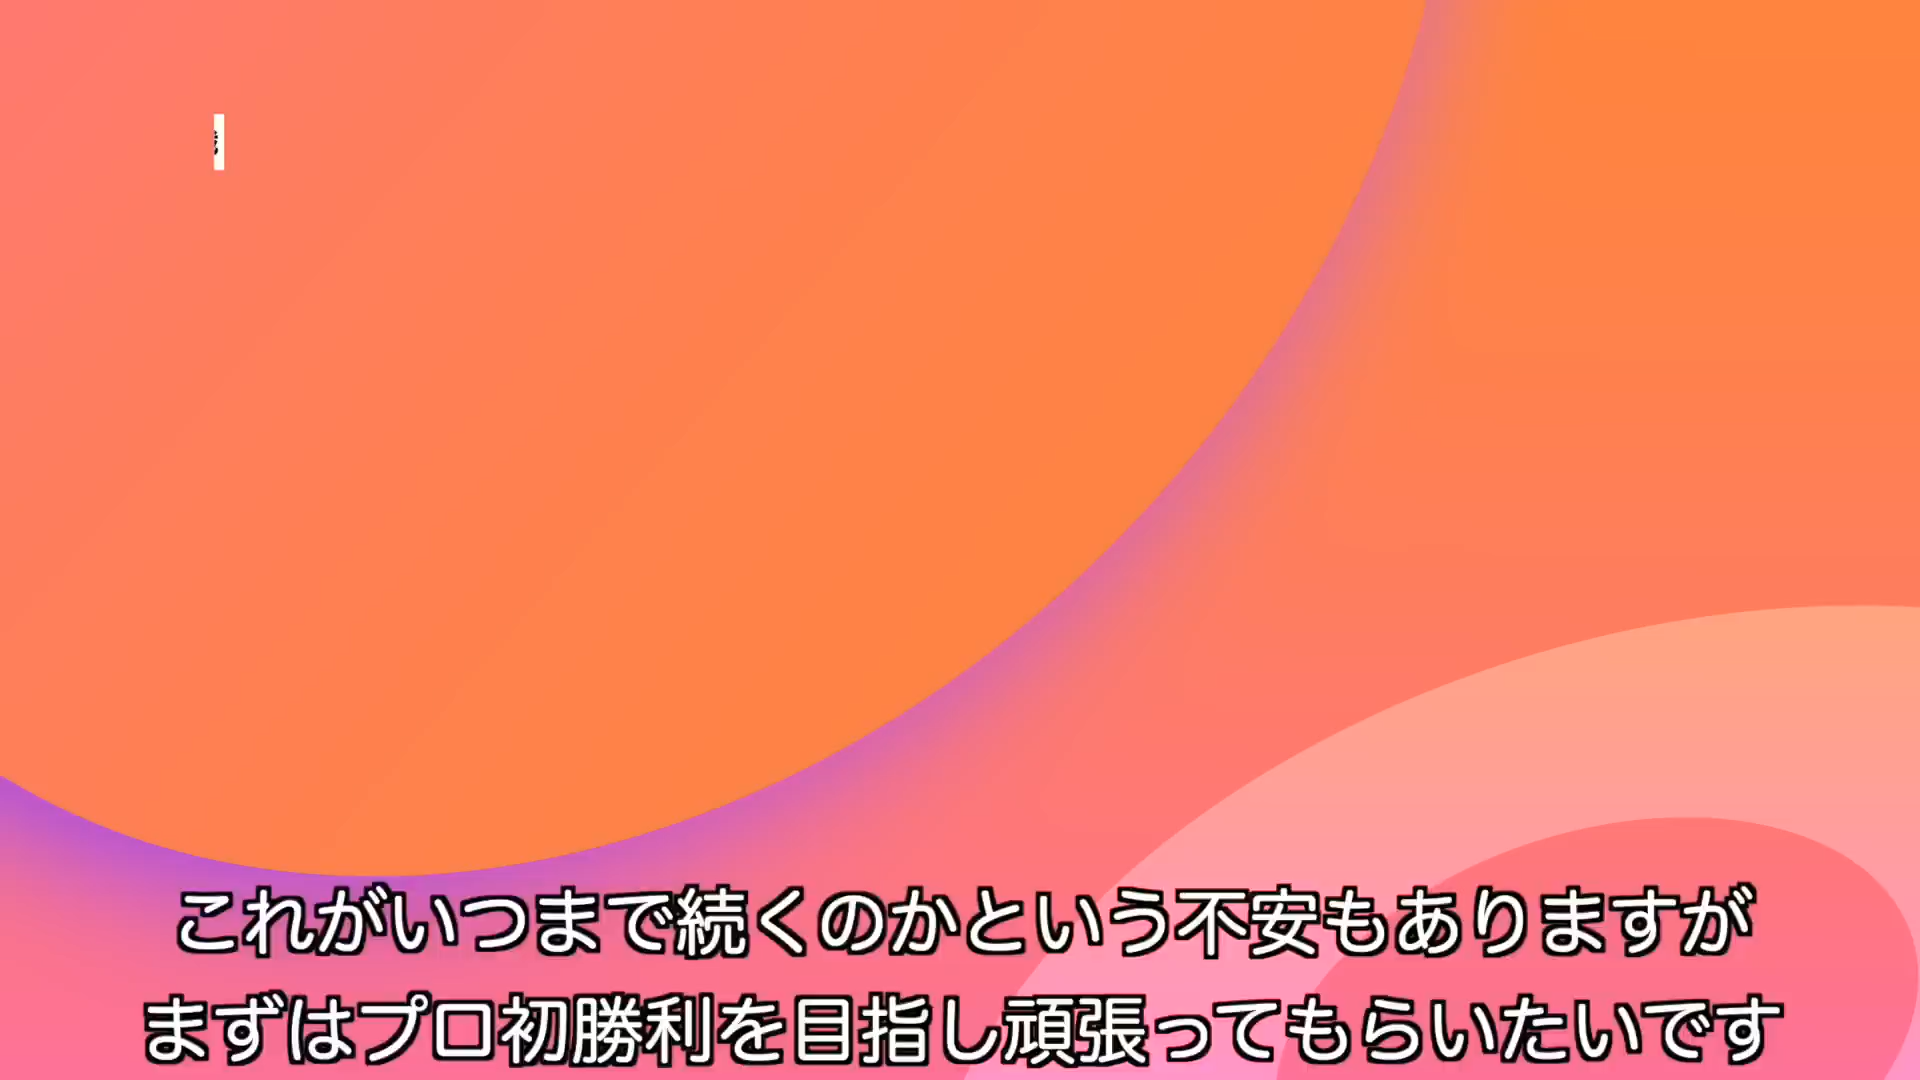 これがいつまで続くのかという不安もありますが
まずはプロ初勝利を目指し頑張ってもらいたいです